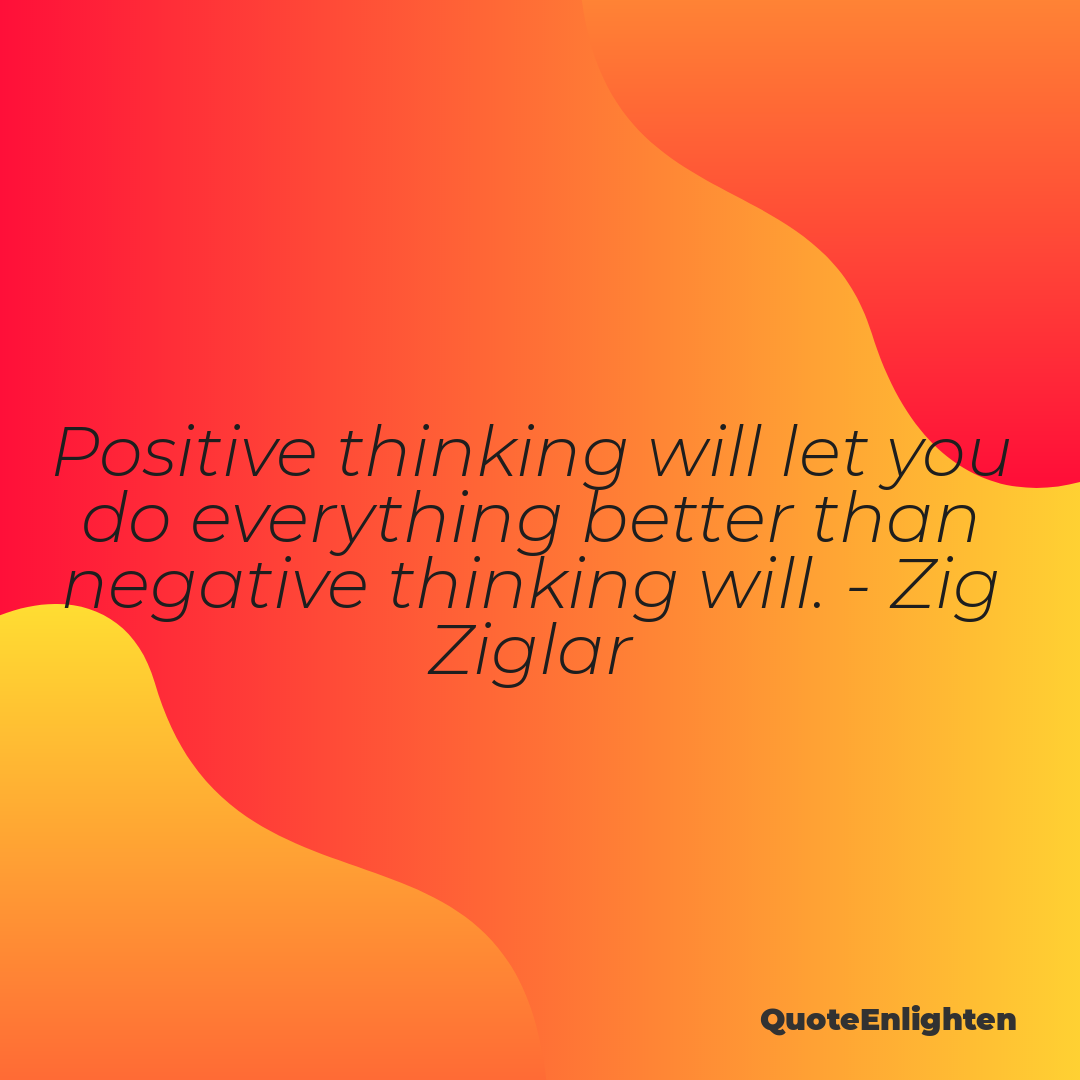 Positive thinking will let you
do everything better than
negative thinking will. - Zig
Ziglar
QuoteEnlighten